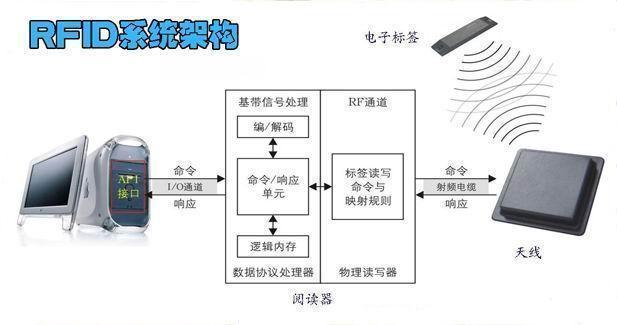 RFID系统架构
电子标签
基带信号处理
RF通道
编/解码
API
接口
命令
I/O通道
响应
命令/响应
单元
标签读写
命令与
映射规则
命令
射频电缆
响应
逻辑内存
数据协议处理器
物理读写器
天线
阅读器